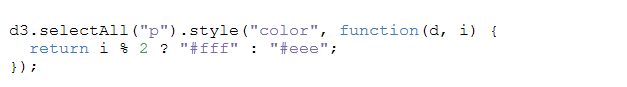 d3.selectAll("p").style("color", function(d, i) {
  return i % 2 ? "#fff" : "#eee";
});